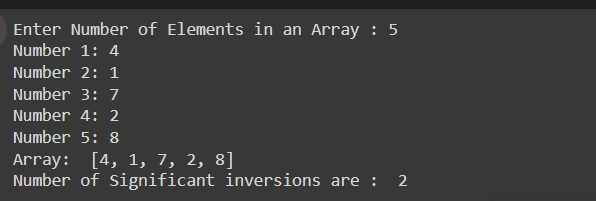 Enter Number of Elements in an Array : 5
Number 1: 4
Number 2: 1
Number 3: 7
Number 4: 2
Number 5: 8
Array:  [4, 1, 7, 2, 8]
Number of Significant inversions are :  2